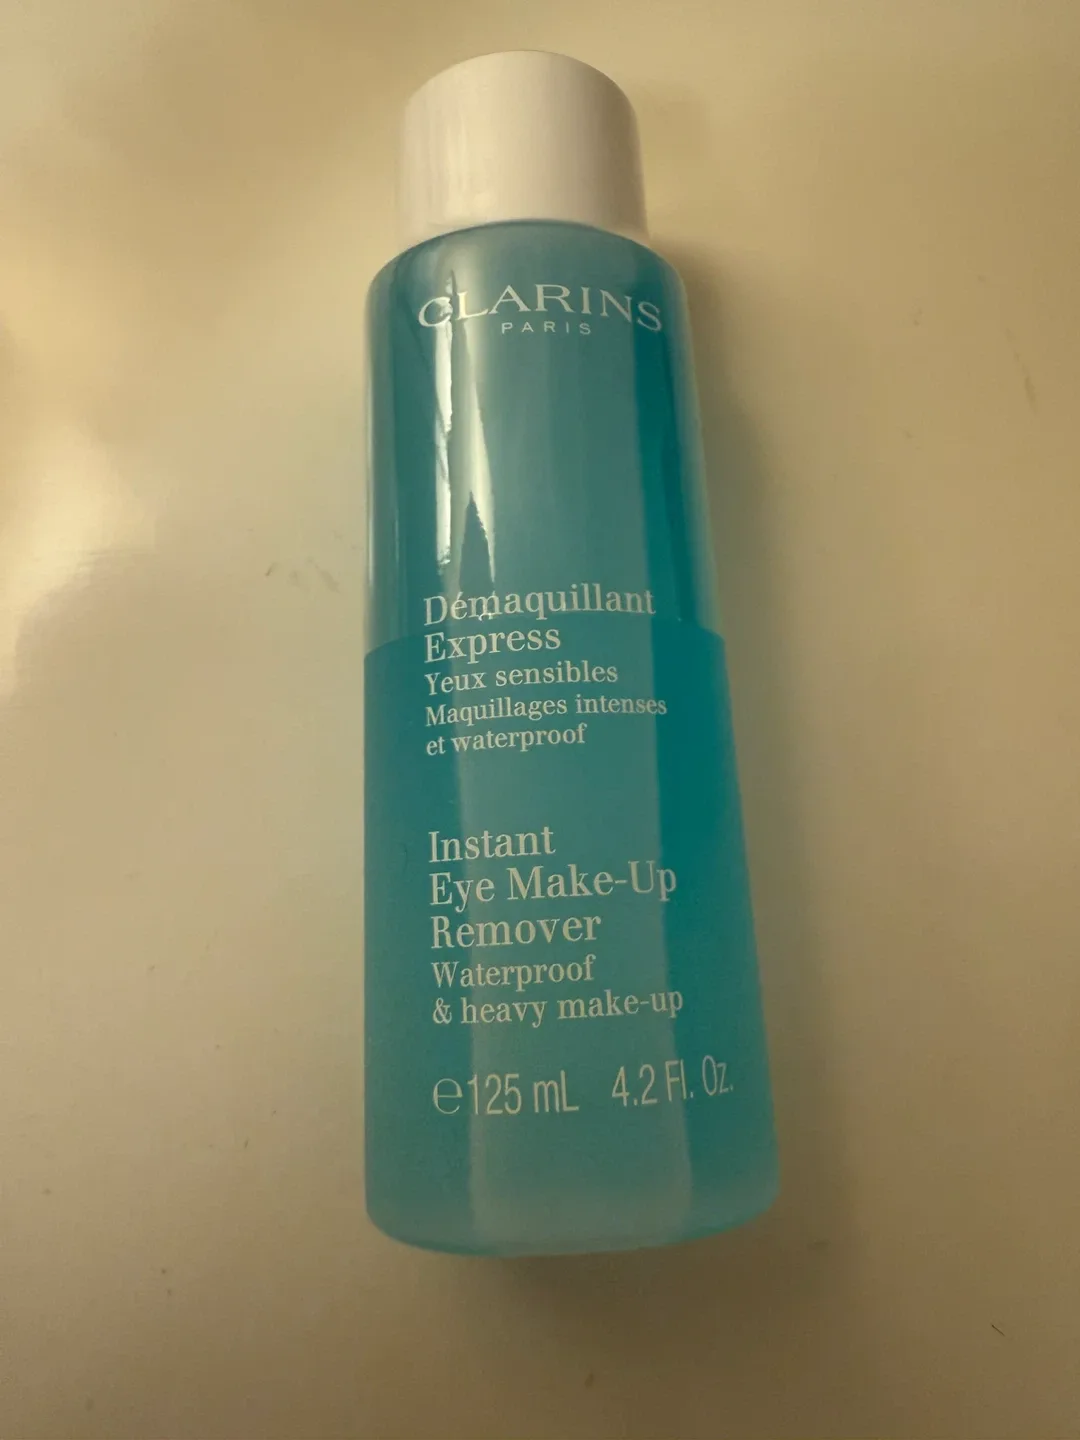 CLARINS
PARIS
Démaquillant
Express
Yeux sensibles
Maquillages intenses
et waterproof
Instant
Eye Make-Up
Remover
Waterproof
& heavy make-up
℮125 mL 4.2 Fl. Oz.